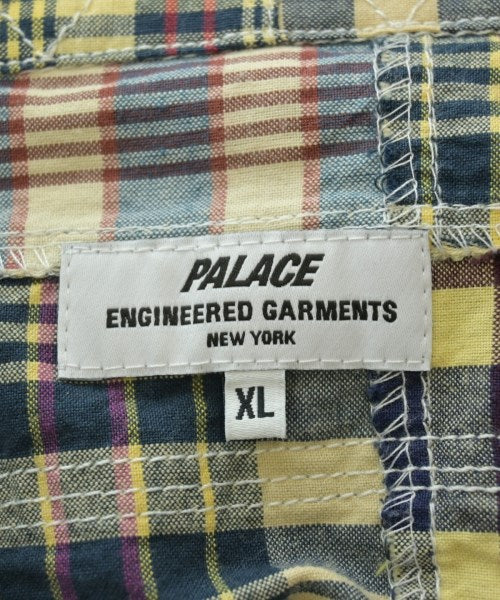 PALACE
ENGINEERED GARMENTS
NEW YORK
XL